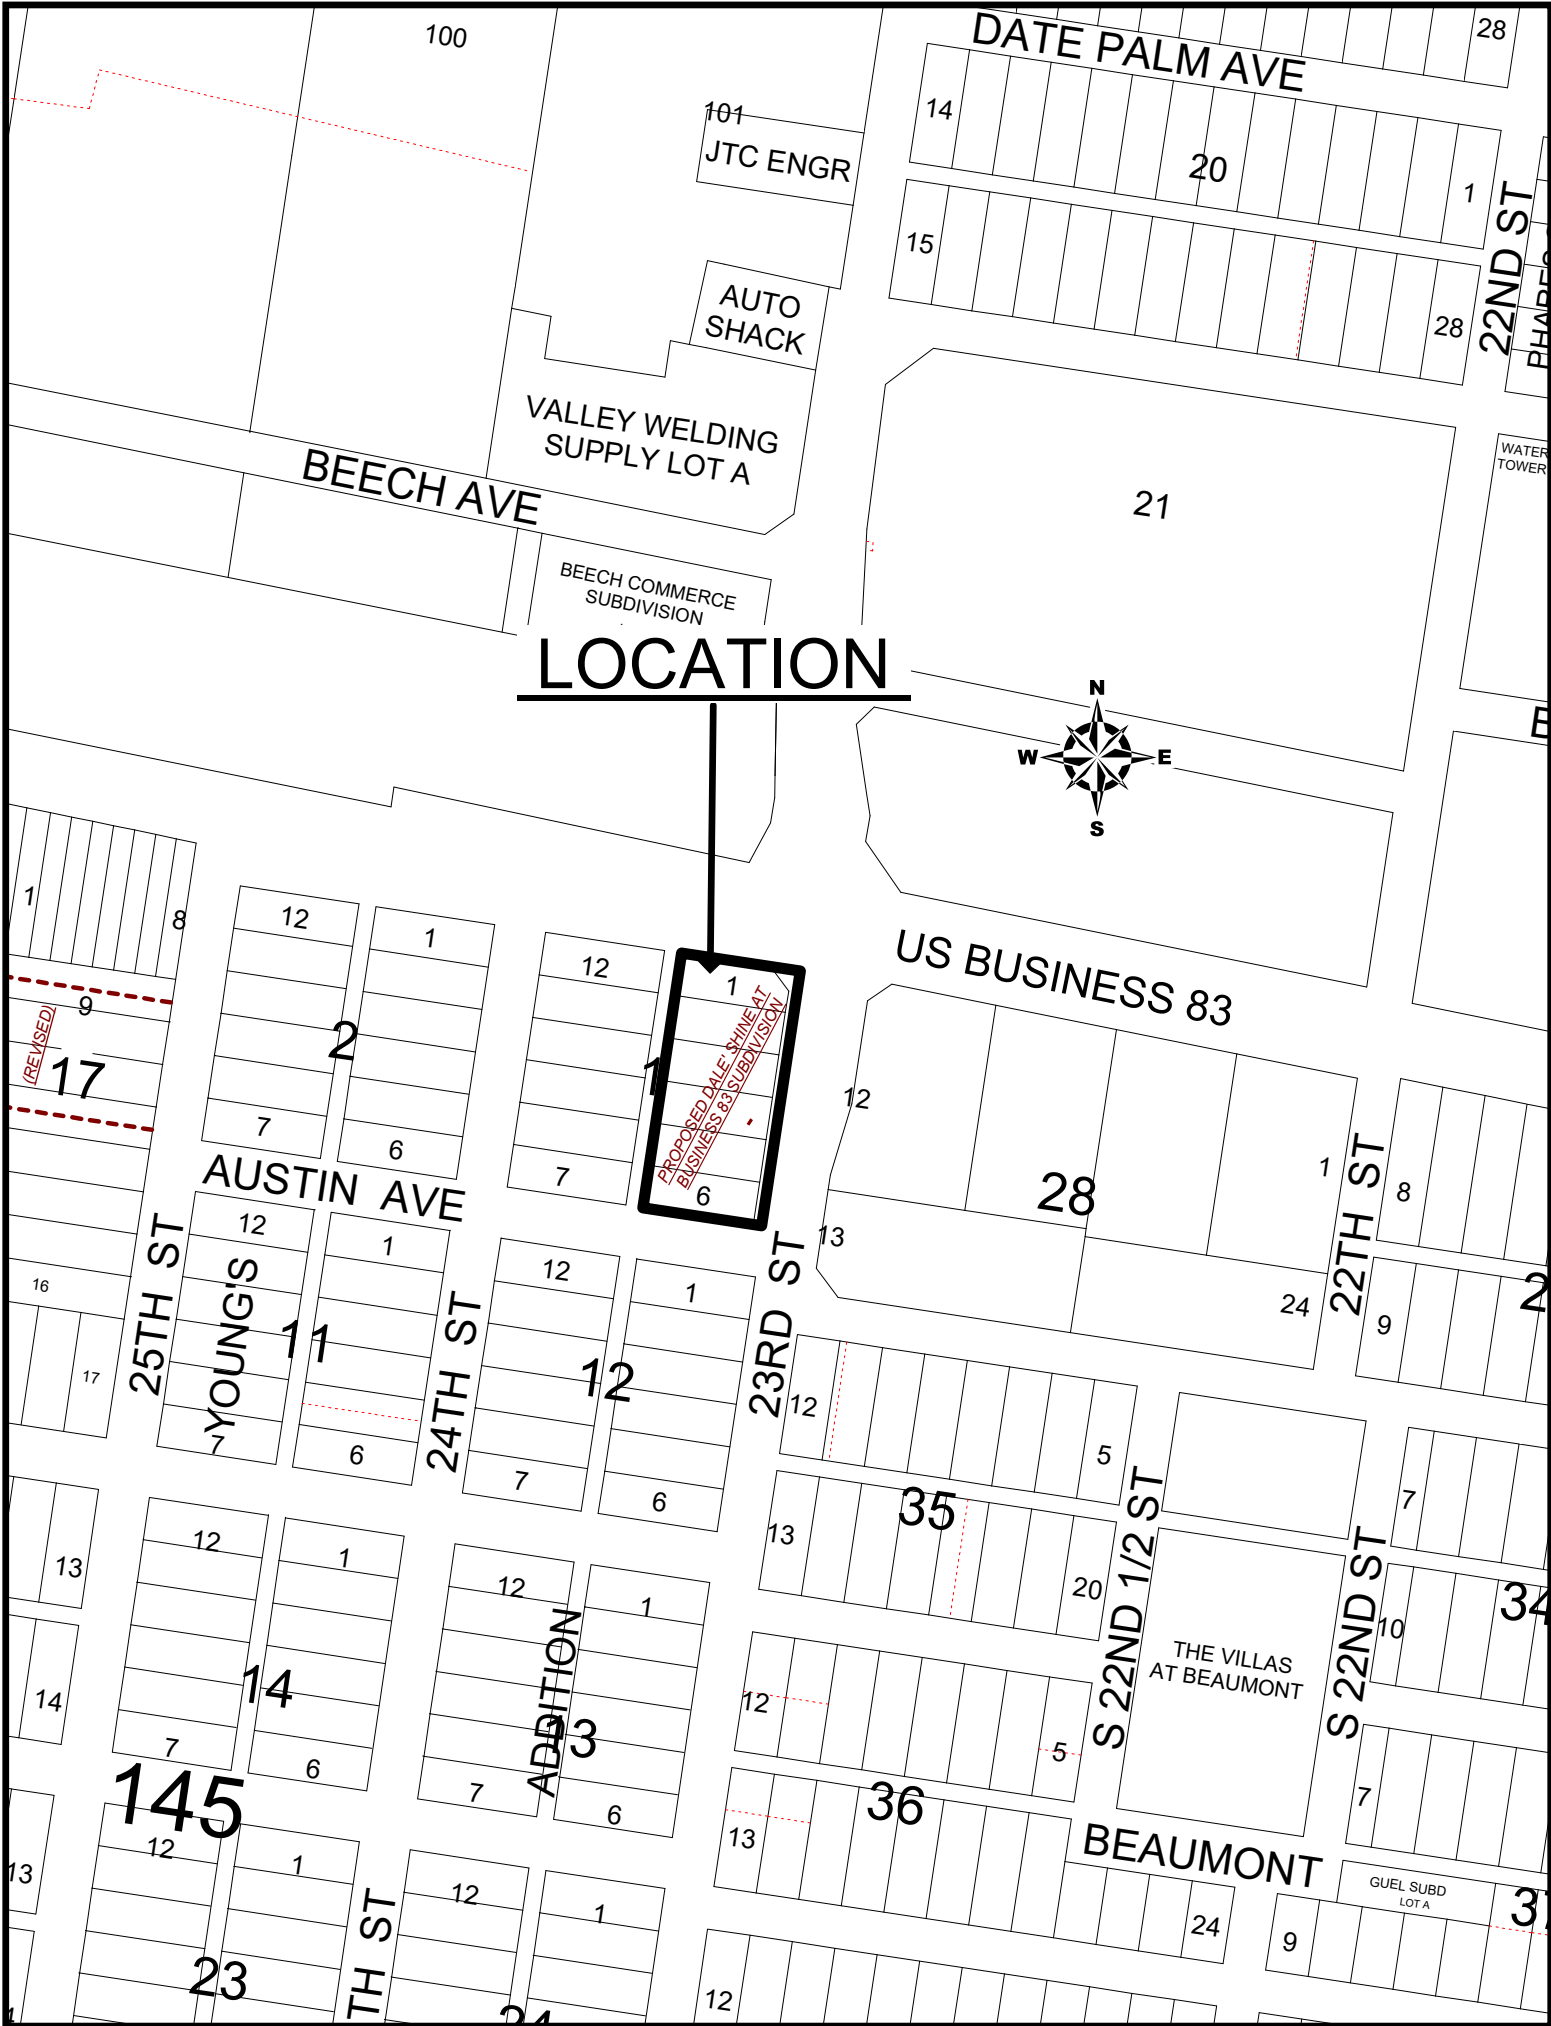 100
28
DATE PALM AVE
101
JTC ENGR
14
20
1
22ND ST
15
28
AUTO
SHACK
VALLEY WELDING
SUPPLY LOT A
WATER
TOWER
BEECH AVE
21
BEECH COMMERCE
SUBDIVISION
LOCATION
N
W
E
S
1
8
12
1
12
1
US BUSINESS 83
9
(REVISED)
17
2
1
PROPOSED DALE' SHINE AT
BUSINESS 83 SUBDIVISION
12
7
6
7
6
28
1
22TH ST
8
AUSTIN AVE
12
1
12
1
13
16
25TH ST
YOUNG'S
11
24TH ST
12
23RD ST
24
9
2
17
7
6
7
6
12
5
35
13
20
S 22ND 1/2 ST
7
S 22ND ST
34
10
13
12
1
12
1
14
14
ADDITION
13
THE VILLAS
AT BEAUMONT
12
5
7
6
7
6
145
36
13
BEAUMONT
7
GUEL SUBD
LOT A
13
12
1
12
1
24
9
23
TH ST
12